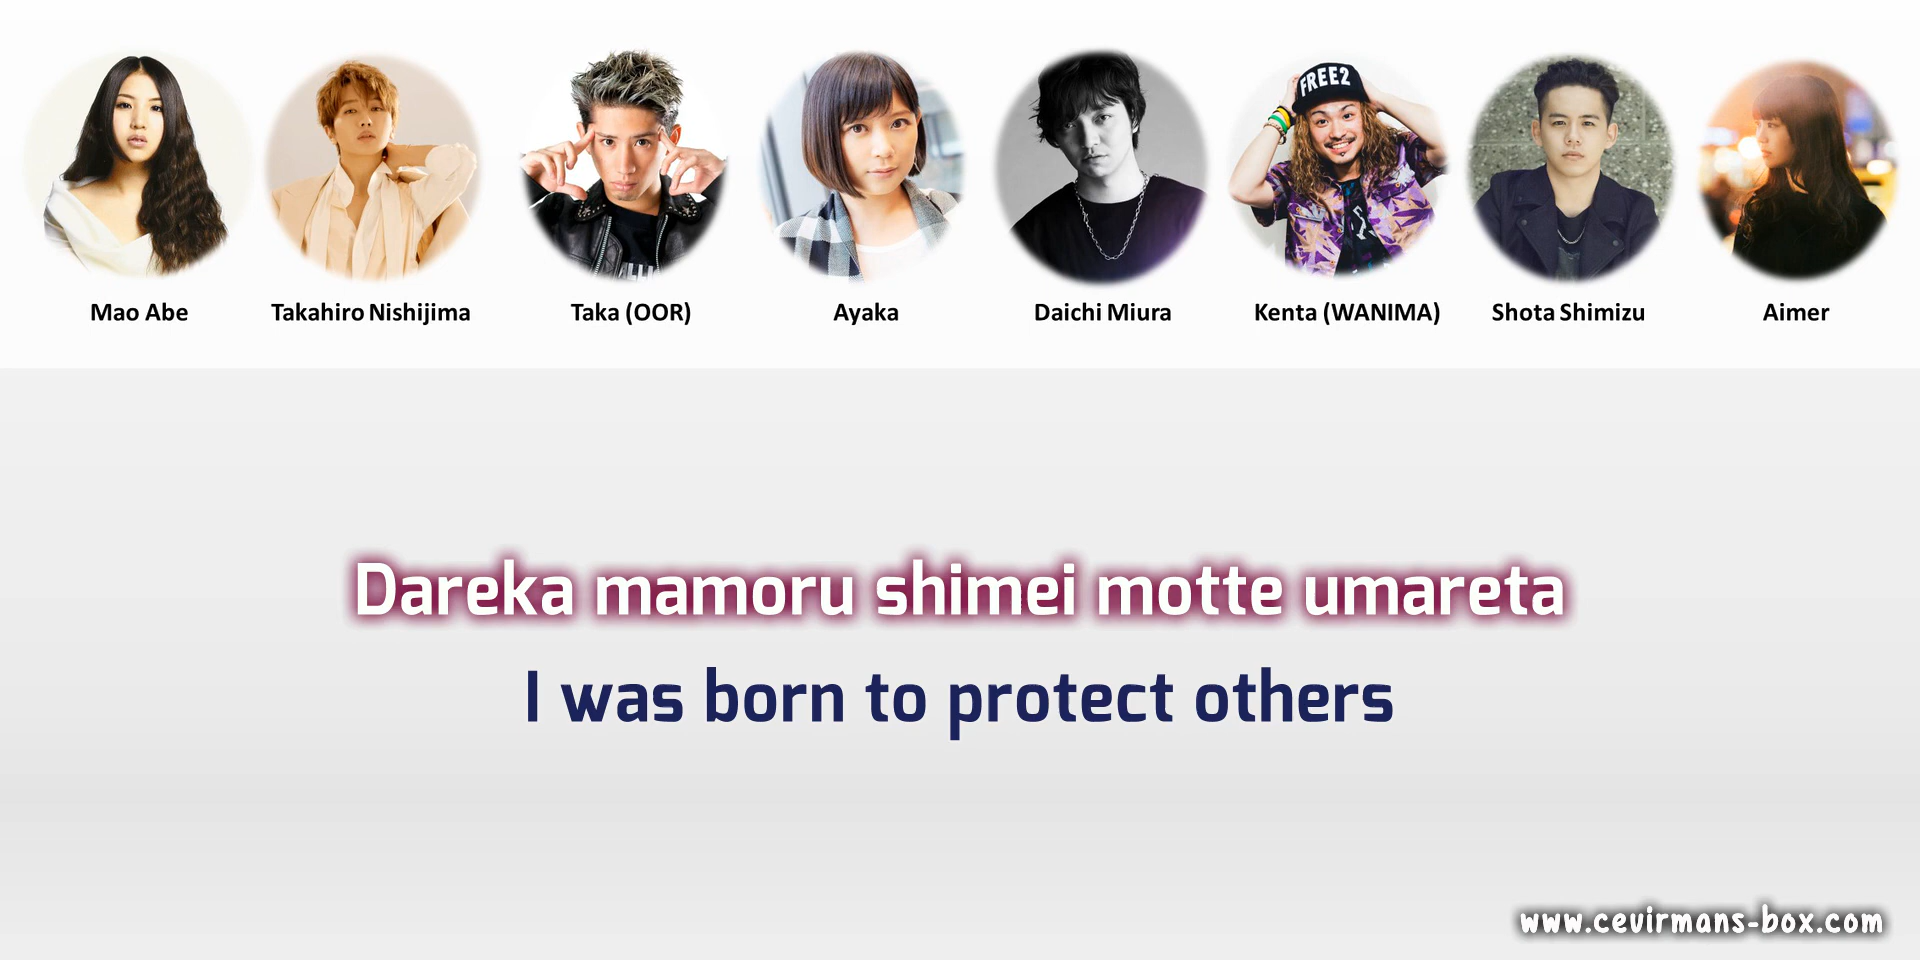 FREE2
Mao Abe
Takahiro Nishijima
Taka (OOR)
Ayaka
Daichi Miura
Kenta (WANIMA)
Shota Shimizu
Aimer
Dareka mamoru shimei motte umareta
I was born to protect others
www.cevirmans-box.com